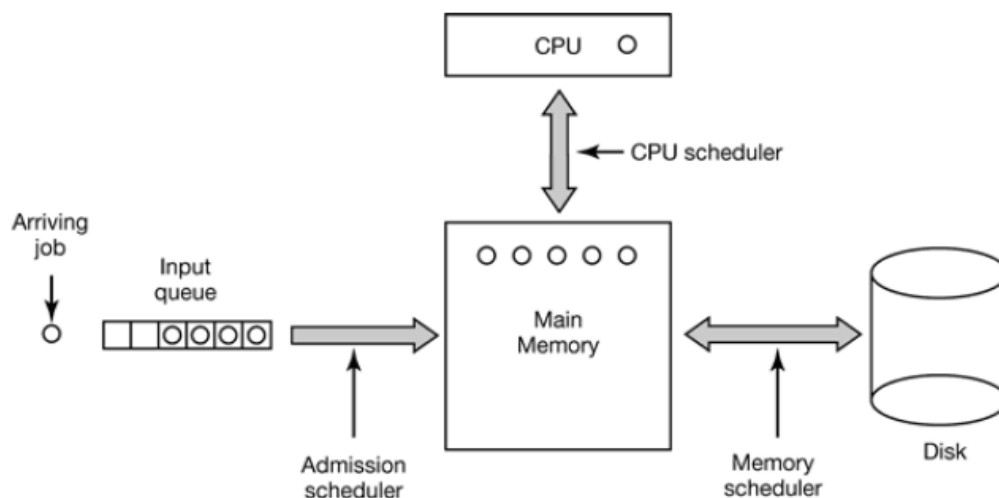 CPU
CPU scheduler
Arriving
job
Input
queue
Main
Memory
Admission
scheduler
Memory
scheduler
Disk